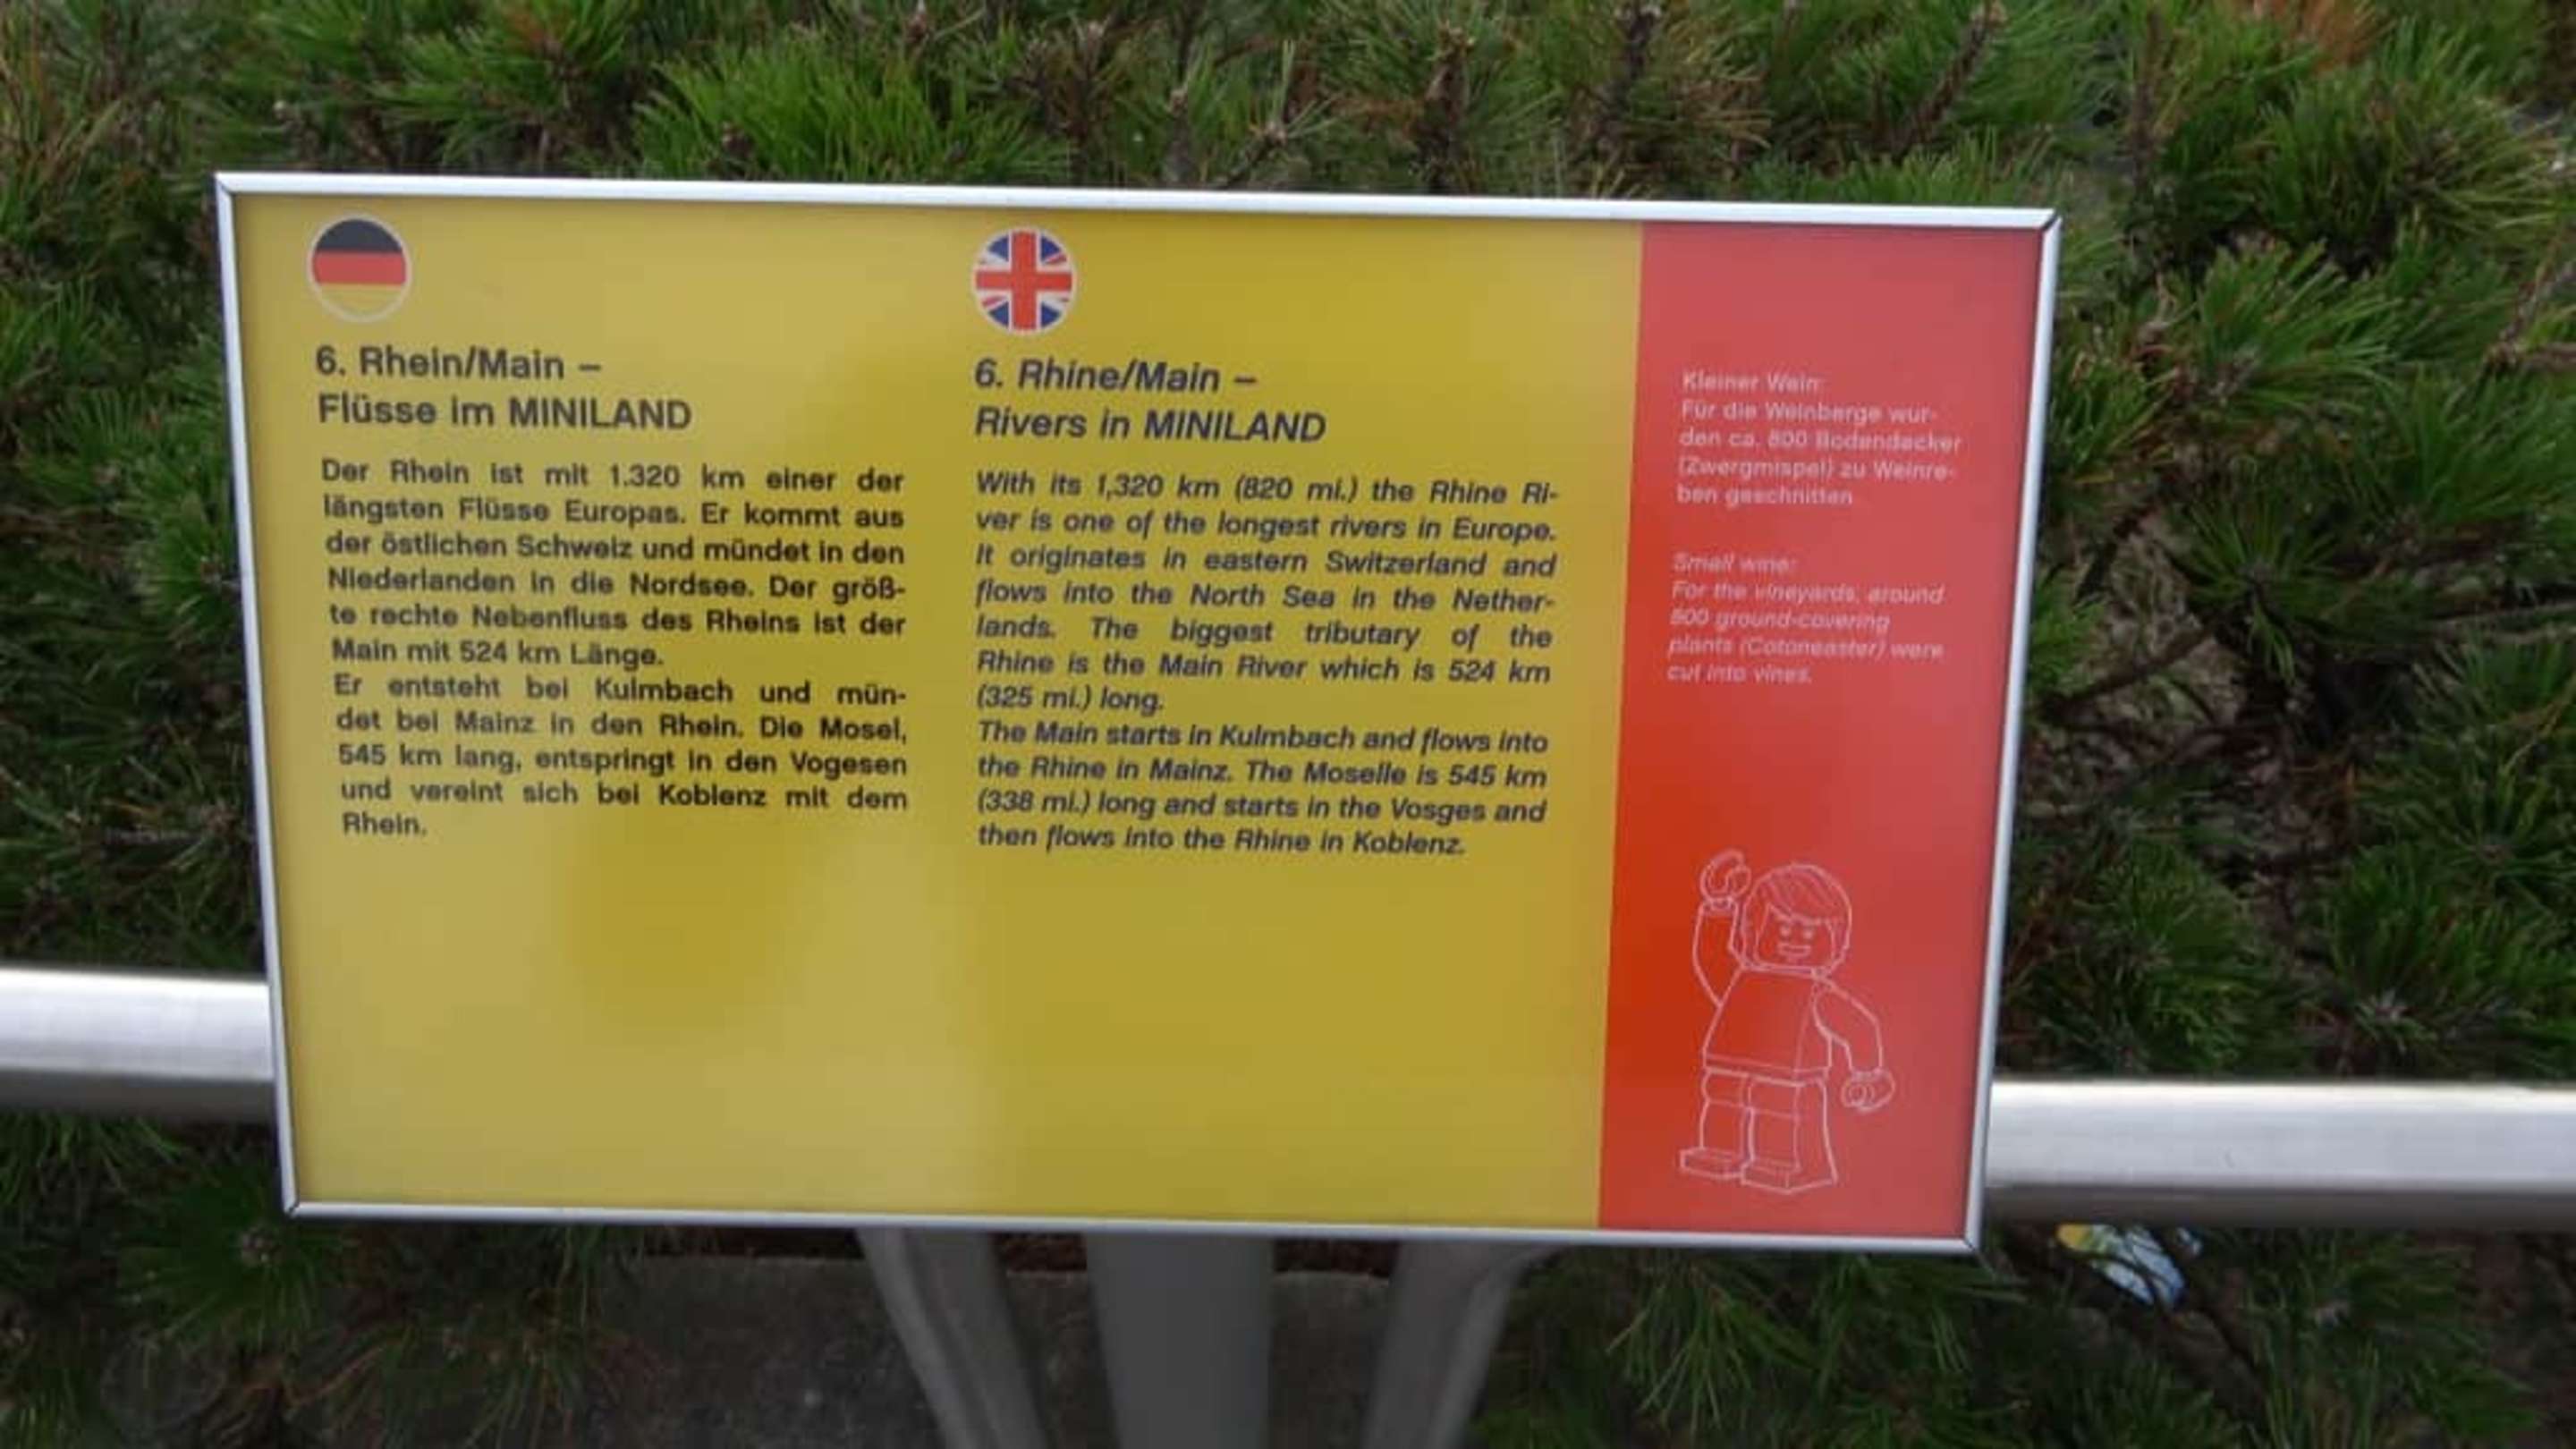 6. Rhein/Main –
Flüsse im MINILAND
Der Rhein ist mit 1.320 km einer der
längsten Flüsse Europas. Er kommt aus
der östlichen Schweiz und mündet in den
Niederlanden in die Nordsee. Der größ-
te rechte Nebenfluss des Rheins ist der
Main mit 524 km Länge.
Er entsteht bei Kulmbach und mün-
det bei Mainz in den Rhein. Die Mosel,
545 km lang, entspringt in den Vogesen
und vereint sich bei Koblenz mit dem
Rhein.
6. Rhine/Main –
Rivers in MINILAND
With its 1,320 km (820 mi.) the Rhine Ri-
ver is one of the longest rivers in Europe.
It originates in eastern Switzerland and
flows into the North Sea in the Nether-
lands. The biggest tributary of the
Rhine is the Main River which is 524 km
(325 mi.) long.
The Main starts in Kulmbach and flows into
the Rhine in Mainz. The Moselle is 545 km
(338 mi.) long and starts in the Vosges and
then flows into the Rhine in Koblenz.
Kleiner Wein:
Für die Weinberge wur-
den ca. 800 Bodendecker
(Zwergmispel) zu Weinre-
ben geschnitten
Small wine:
For the vineyards, around
800 ground-covering
plants (Cotoneaster) were
cut into vines.